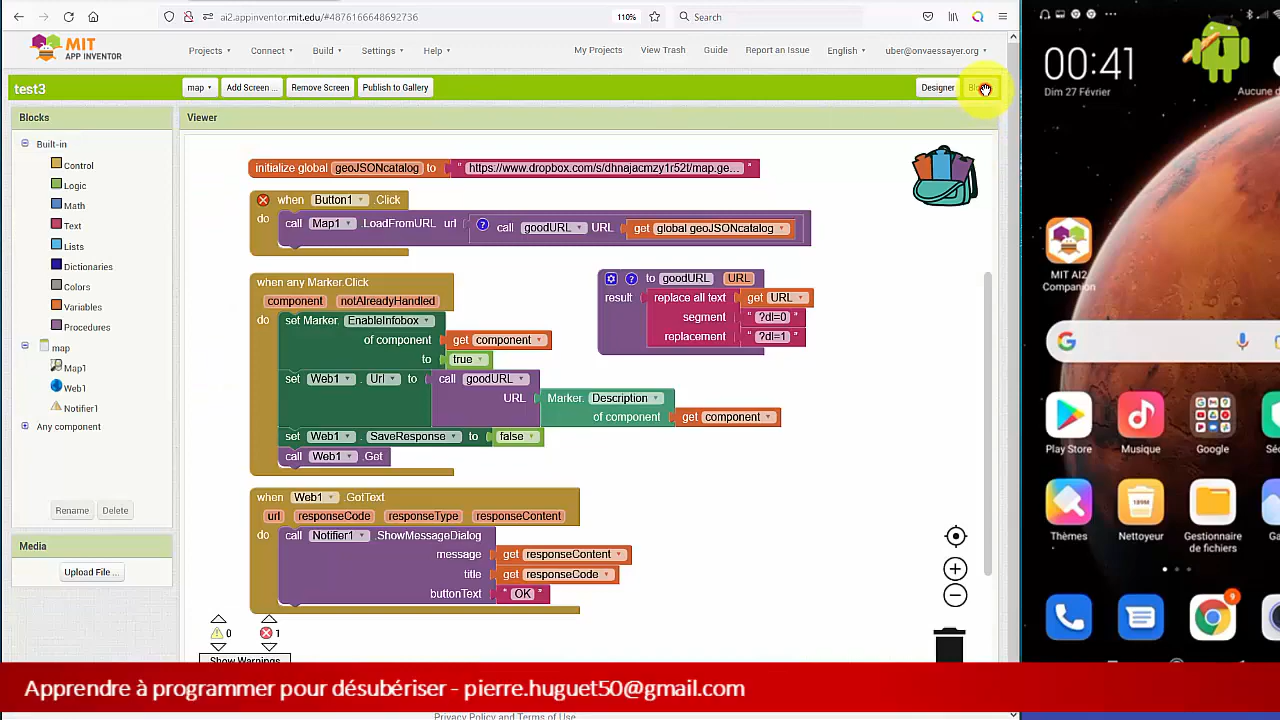 ai2.appinventor.mit.edu/#4876166648692736
110%
Search
MIT
APP INVENTOR
Projects
Connect
Build
Settings
Help
My Projects
View Trash
Guide
Report an Issue
English
uber@onvaessayer.org
test3
map
Add Screen ...
Remove Screen
Publish to Gallery
Designer
Blocks
Viewer
Built-in
Control
Logic
Math
Text
Lists
Dictionaries
Colors
Variables
Procedures
map
Map1
Web1
Notifier1
Any component
Rename
Delete
Media
Upload File ...
initialize global geoJSONcatalog to " https://www.dropbox.com/s/dhnajacmzy1r52t/map.ge... "
when Button1 .Click
do call Map1 .LoadFromURL url call goodURL URL get global geoJSONcatalog
when any Marker.Click
component notAlreadyHandled
do set Marker. EnableInfobox
of component get component
to true
set Web1 . Url to call goodURL
URL Marker. Description
of component get component
set Web1 . SaveResponse to false
call Web1 .Get
to goodURL URL
result replace all text get URL
segment " ?dl=0 "
replacement " ?dl=1 "
when Web1 .GotText
url responseCode responseType responseContent
do call Notifier1 .ShowMessageDialog
message get responseContent
title get responseCode
buttonText " OK "
0
1
Show Warnings
Privacy Policy and Terms of Use
00:41
Dim 27 Février
Aucune d
MIT AI2
Companion
Play Store
Musique
Google
Sé
Thèmes
Nettoyeur
Gestionnaire
de fichiers
9
Apprendre à programmer pour désubériser - pierre.huguet50@gmail.com